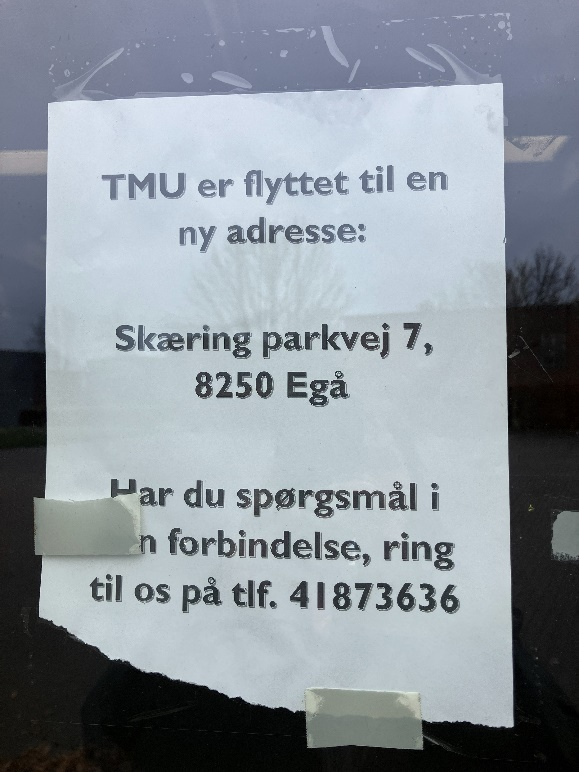 TMU er flyttet til en
ny adresse:
Skæring parkvej 7,
8250 Egå
Har du spørgsmål i
forbindelse, ring
til os på tlf. 41873636